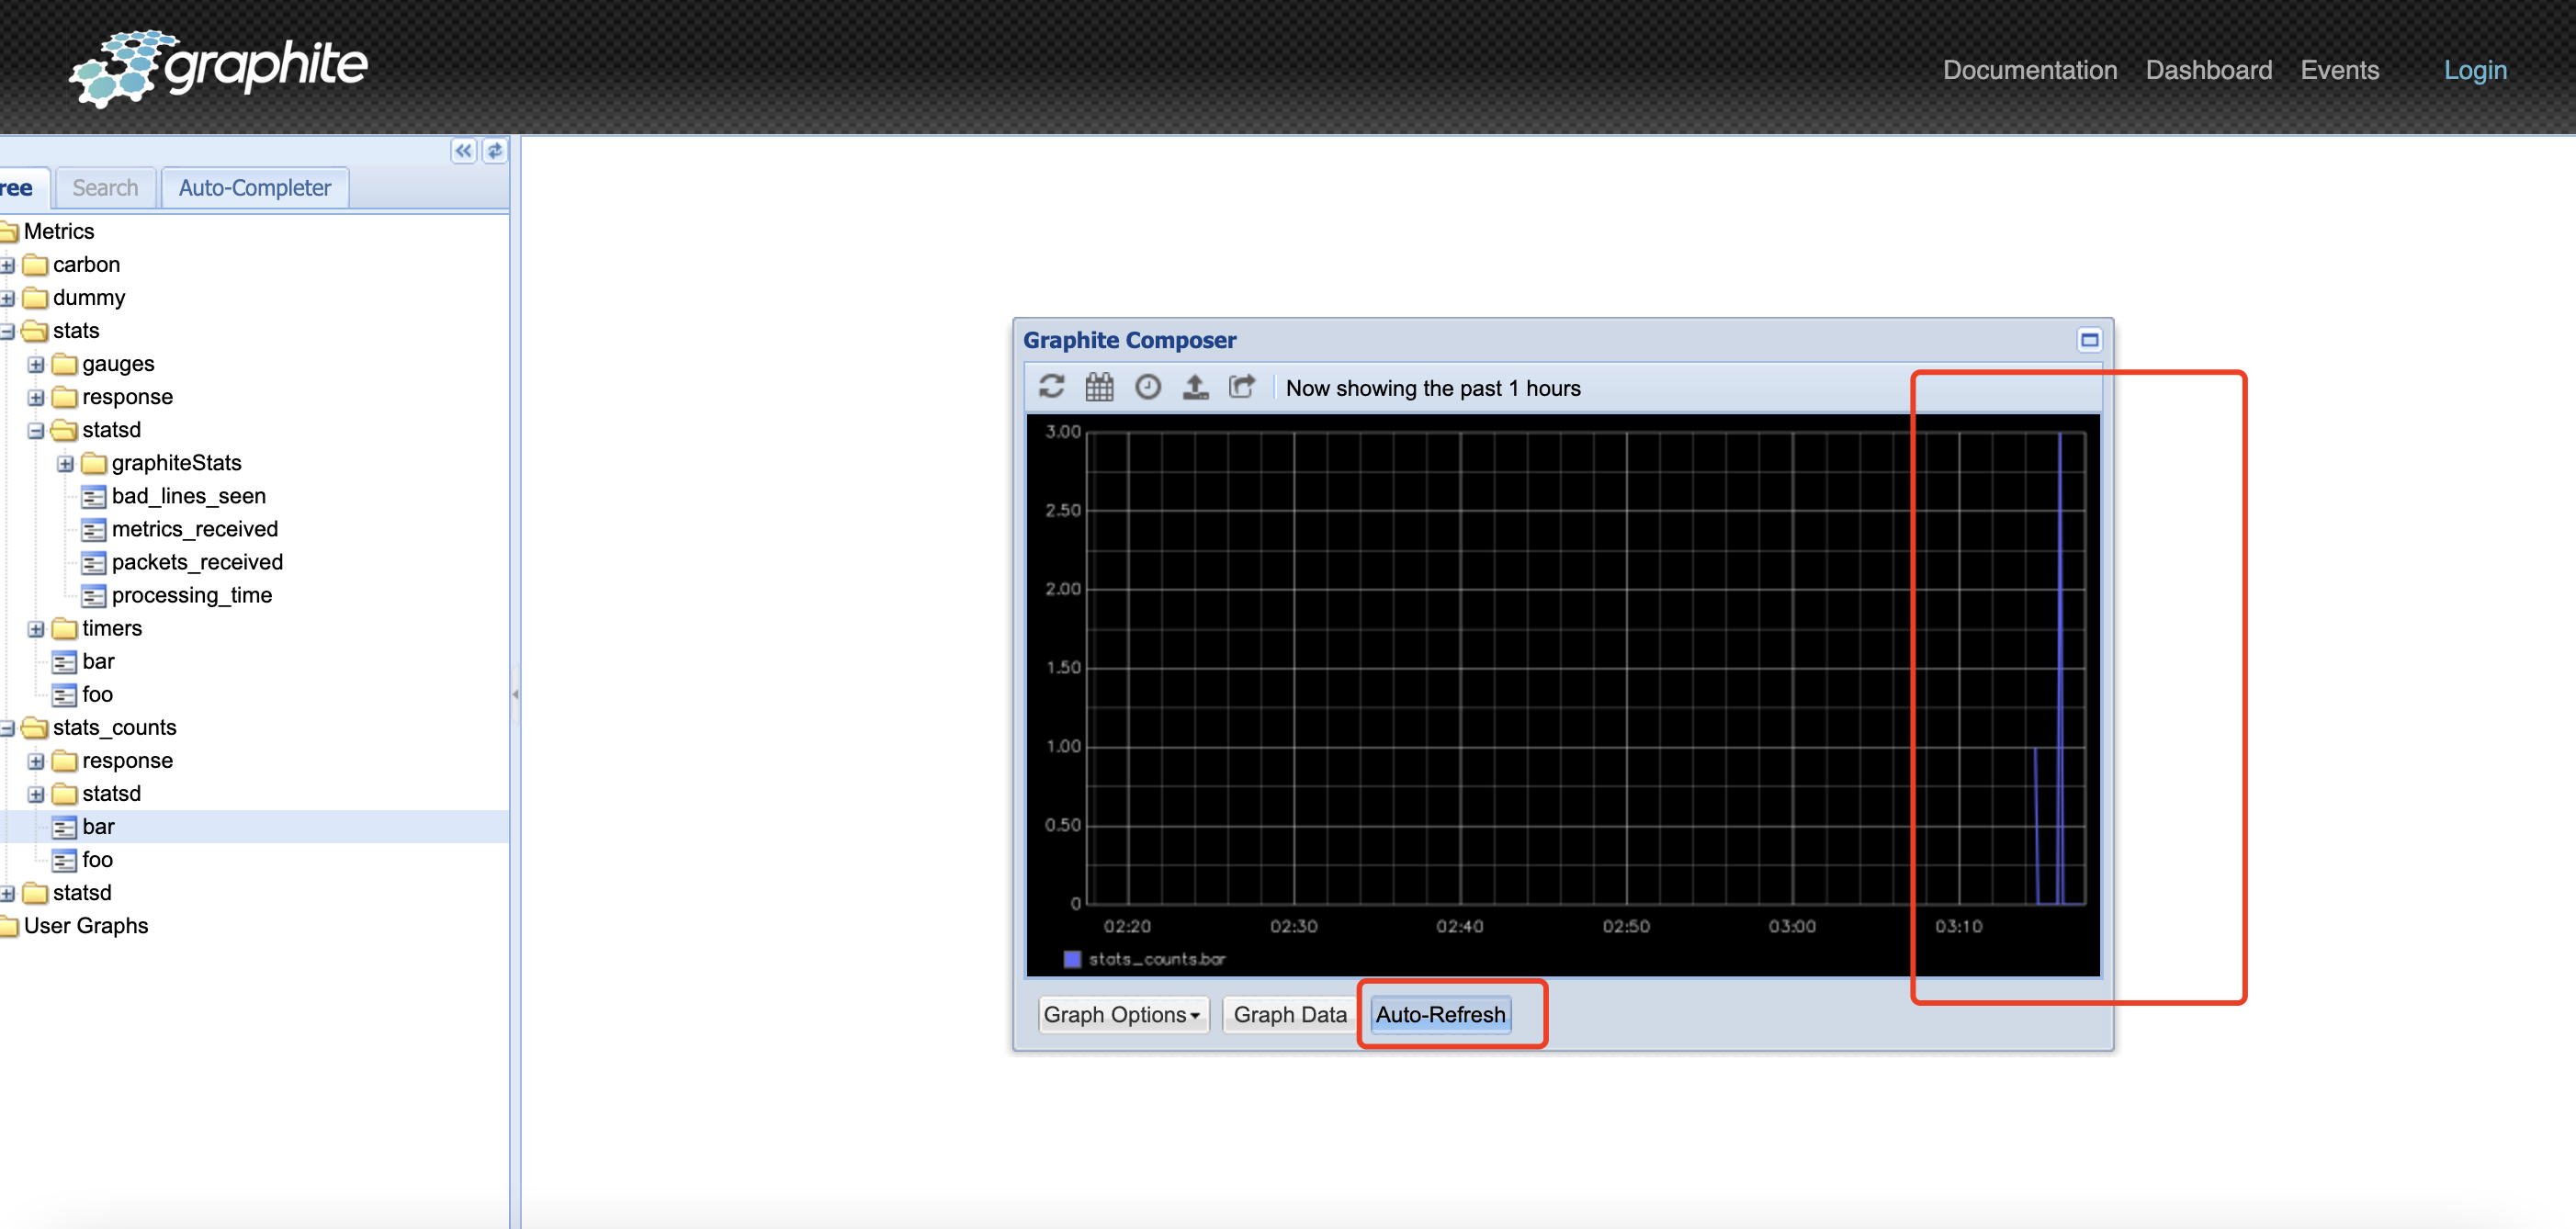 graphite
Documentation Dashboard Events Login
ree Search Auto-Completer
Metrics
carbon
dummy
stats
gauges
response
statsd
graphiteStats
bad_lines_seen
metrics_received
packets_received
processing_time
timers
bar
foo
stats_counts
response
statsd
bar
foo
statsd
User Graphs
Graphite Composer
Now showing the past 1 hours
3.00
2.50
2.00
1.50
1.00
0.50
0
02:20 02:30 02:40 02:50 03:00 03:10
stats_counts.bar
Graph Options Graph Data Auto-Refresh